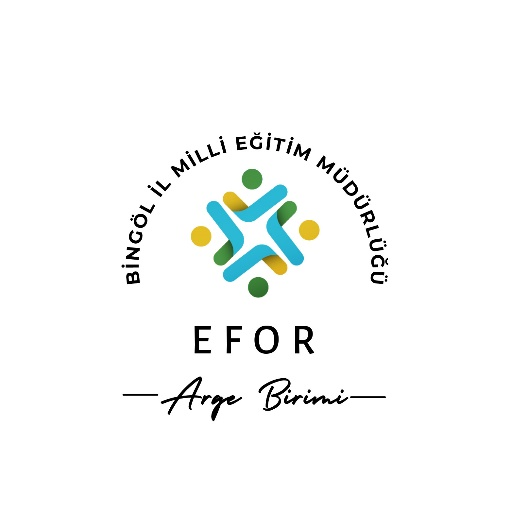 BİNGÖL İL MİLLİ EĞİTİM MÜDÜRLÜĞÜ
EFOR
Arge Birimi